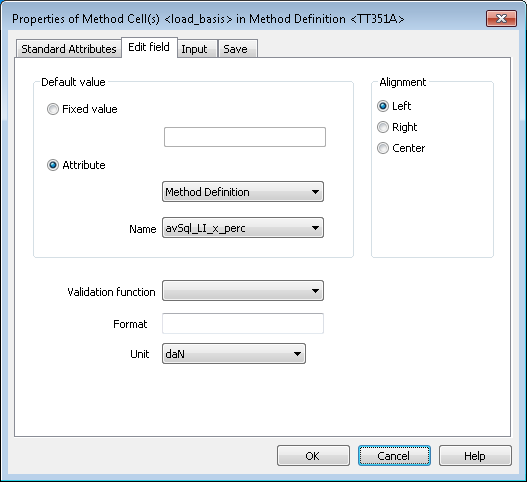 Properties of Method Cell(s) <load_basis> in Method Definition <TT351A>
Standard Attributes Edit field Input Save
Default value
Fixed value
Attribute
Method Definition
Name avSql_LI_x_perc
Alignment
Left
Right
Center
Validation function
Format
Unit daN
OK Cancel Help